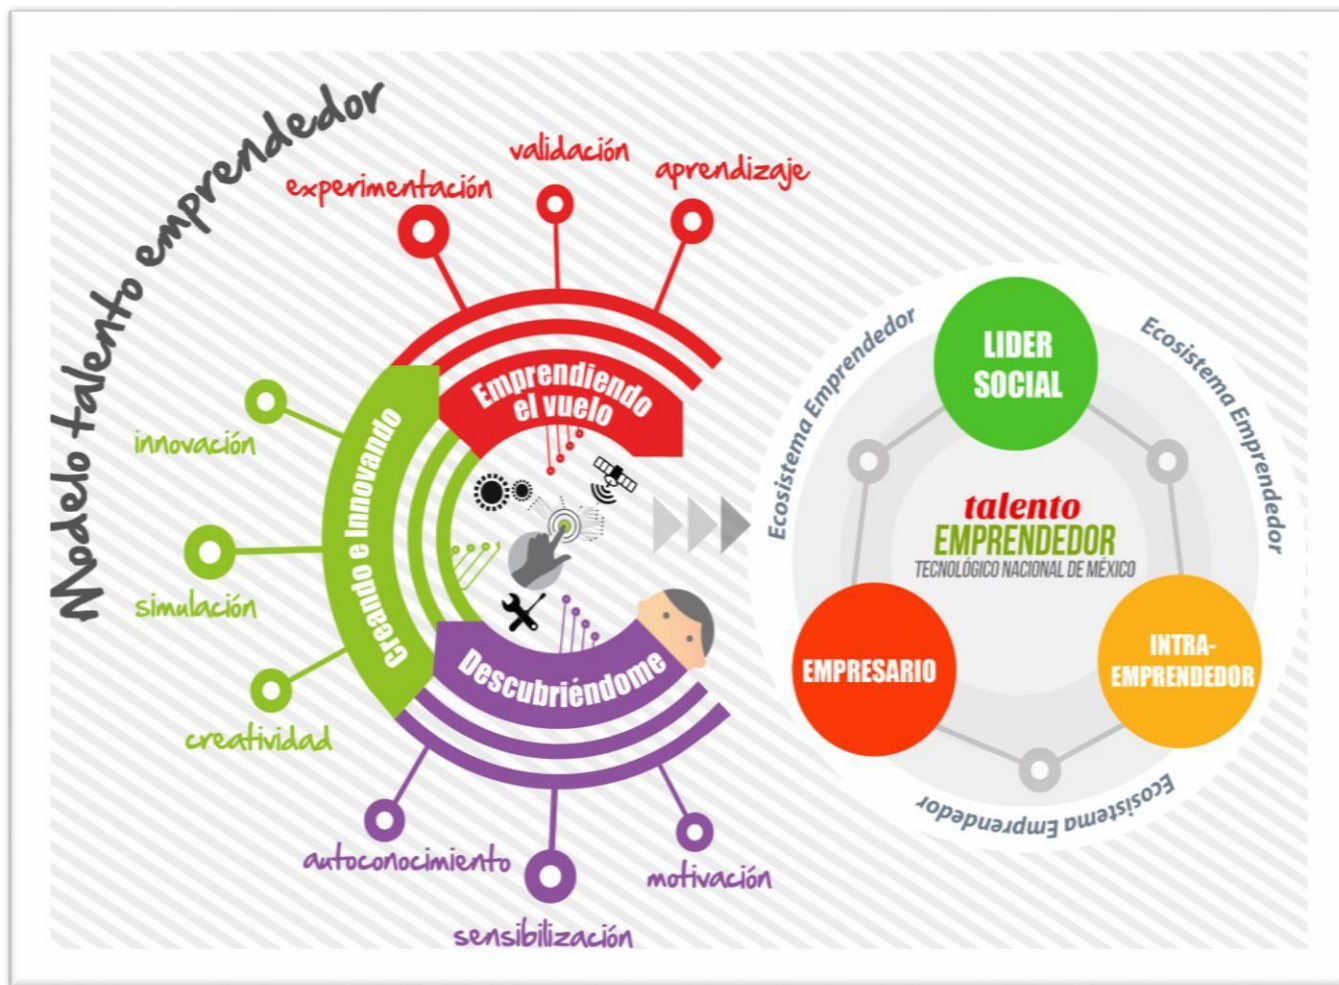 Modelo talento emprendedor
experimentación
validación
aprendizaje
Emprendiendo
el vuelo
innovación
simulación
creatividad
Creando e Innovando
Descubriéndome
autoconocimiento
sensibilización
motivación
Ecosistema Emprendedor
Ecosistema Emprendedor
Ecosistema Emprendedor
LIDER
SOCIAL
talento
EMPRENDEDOR
TECNOLÓGICO NACIONAL DE MÉXICO
EMPRESARIO
INTRA-
EMPRENDEDOR